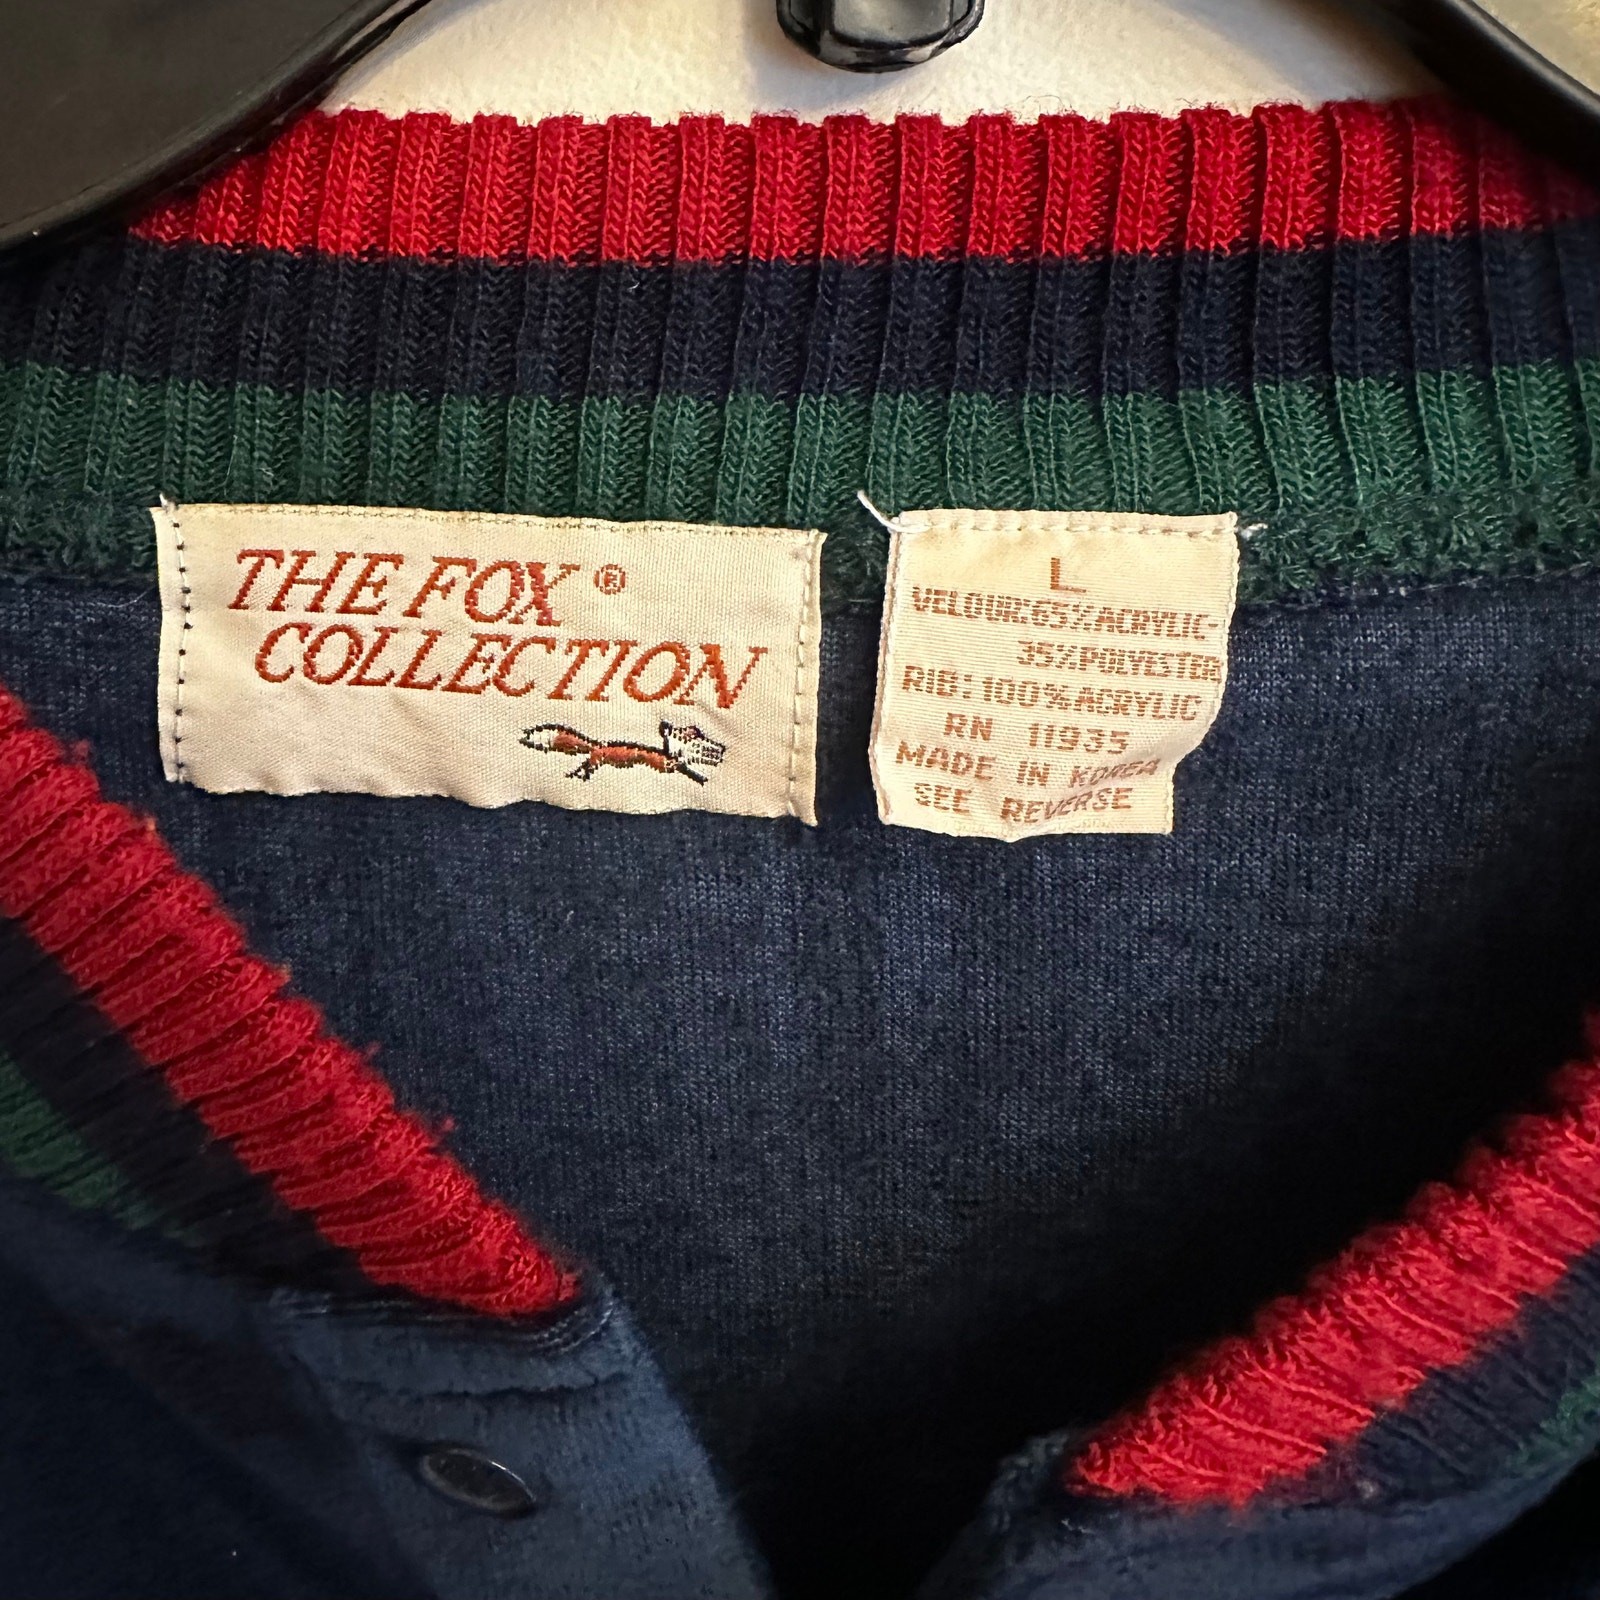 THE FOX ®
COLLECTION
L
VELOUR:65%ACRYLIC-
35%POLYESTER
RIB:100%ACRYLIC
RN 11935
MADE IN KOREA
SEE REVERSE